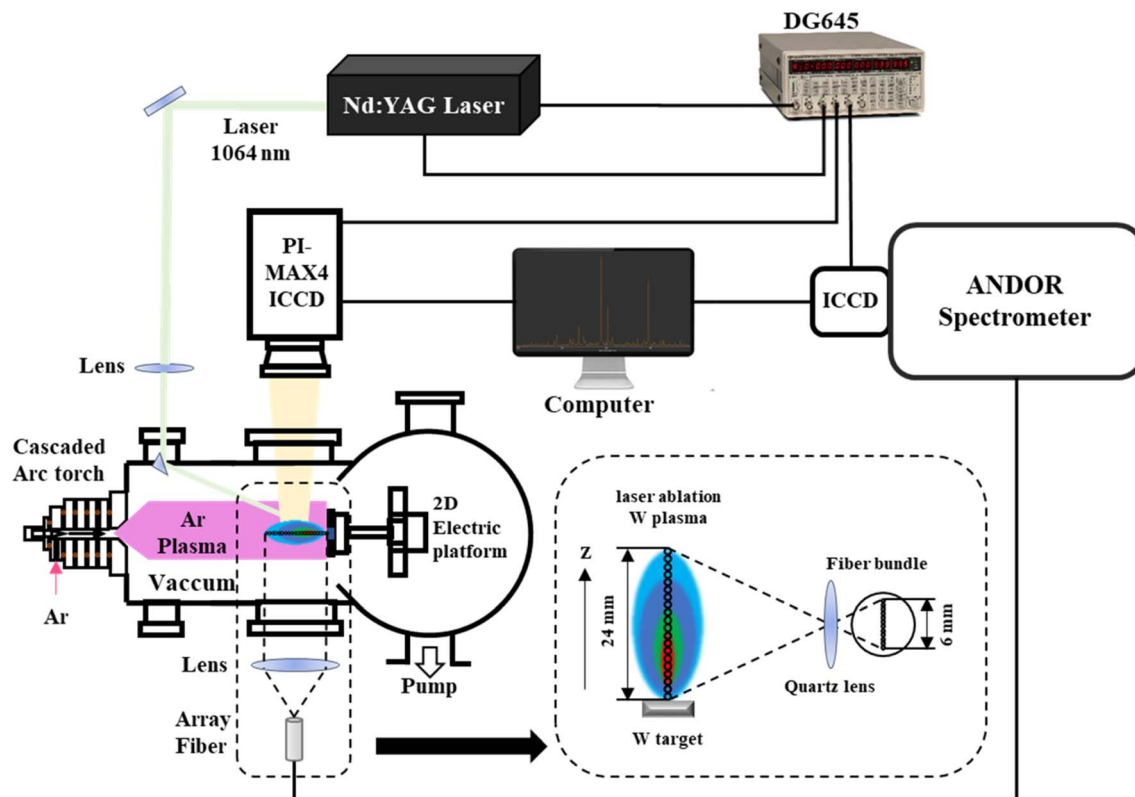 DG645
Nd:YAG Laser
Laser
1064 nm
PI-
MAX4
ICCD
ICCD
ANDOR
Spectrometer
Lens
Computer
Cascaded
Arc torch
Ar
Plasma
2D
Electric
platform
Vaccum
Ar
Lens
Pump
Array
Fiber
laser ablation
W plasma
Z
24 mm
Fiber bundle
6 mm
Quartz lens
W target